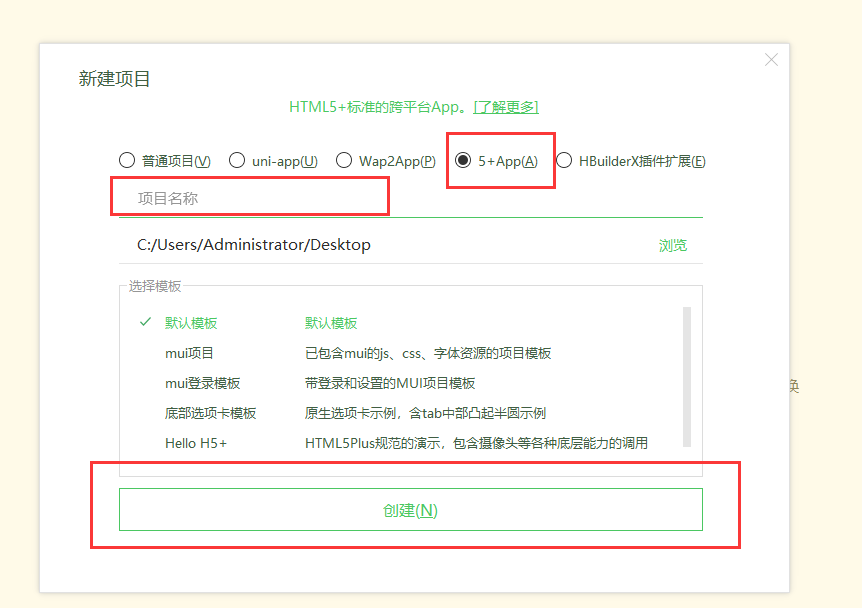 新建项目
HTML5+标准的跨平台App。[了解更多]
普通项目(V) uni-app(U) Wap2App(P) 5+App(A) HBuilderX插件扩展(E)
项目名称
C:/Users/Administrator/Desktop 浏览
选择模板
默认模板 默认模板
mui项目 已包含mui的js、css、字体资源的项目模板
mui登录模板 带登录和设置的MUI项目模板
底部选项卡模板 原生选项卡示例，含tab中部凸起半圆示例
Hello H5+ HTML5Plus规范的演示，包含摄像头等各种底层能力的调用
创建(N)